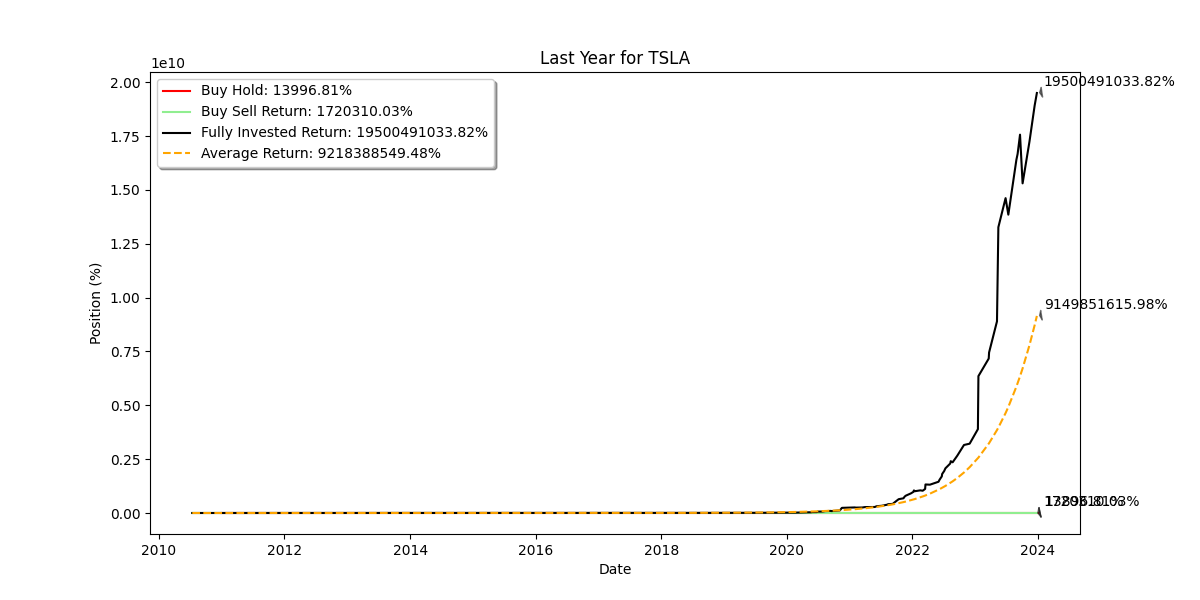 Last Year for TSLA
1e10
Buy Hold: 13996.81%
Buy Sell Return: 1720310.03%
Fully Invested Return: 19500491033.82%
Average Return: 9218388549.48%
19500491033.82%
9149851615.98%
2.00
1.75
1.50
1.25
1.00
0.75
0.50
0.25
0.00
Position (%)
2010
2012
2014
2016
2018
2020
2022
2024
Date